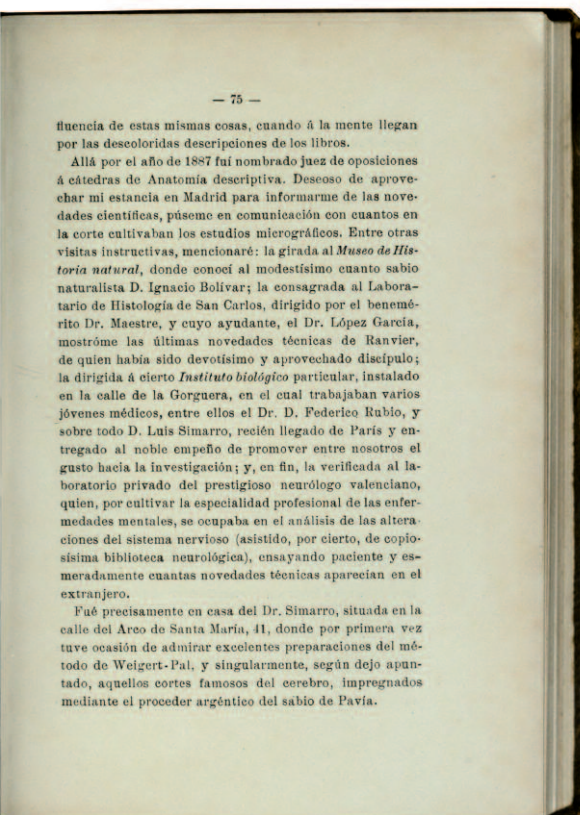 — 75 —
fluencia de estas mismas cosas, cuando á la mente llegan
por las descoloridas descripciones de los libros.
Allá por el año de 1887 fuí nombrado juez de oposiciones
á cátedras de Anatomía descriptiva. Deseoso de aprove-
char mi estancia en Madrid para informarme de las nove-
dades científicas, púseme en comunicación con cuantos en
la corte cultivaban los estudios micrográficos. Entre otras
visitas instructivas, mencionaré: la girada al Museo de His-
toria natural, donde conocí al modestísimo cuanto sabio
naturalista D. Ignacio Bolívar; la consagrada al Labora-
tario de Histología de San Carlos, dirigido por el benemé-
rito Dr. Maestre, y cuyo ayudante, el Dr. López García,
mostróme las últimas novedades técnicas de Ranvier,
de quien había sido devotísimo y aprovechado discípulo;
la dirigida á cierto Instituto biológico particular, instalado
en la calle de la Gorguera, en el cual trabajaban varios
jóvenes médicos, entre ellos el Dr. D. Federico Rubio, y
sobre todo D. Luis Simarro, recién llegado de París y en-
tregado al noble empeño de promover entre nosotros el
gusto hacia la investigación; y, en fin, la verificada al la-
boratorio privado del prestigioso neurólogo valenciano,
quien, por cultivar la especialidad profesional de las enfer-
medades mentales, se ocupaba en el análisis de las altera-
ciones del sistema nervioso (asistido, por cierto, de copio-
sísima biblioteca neurológica), ensayando paciente y es-
meradamente cuantas novedades técnicas aparecían en el
extranjero.
Fué precisamente en casa del Dr. Simarro, situada en la
calle del Arco de Santa María, 41, donde por primera vez
tuve ocasión de admirar excelentes preparaciones del mé-
todo de Weigert-Pal, y singularmente, según dejo apun-
tado, aquellos cortes famosos del cerebro, impregnados
mediante el proceder argéntico del sabio de Pavía.